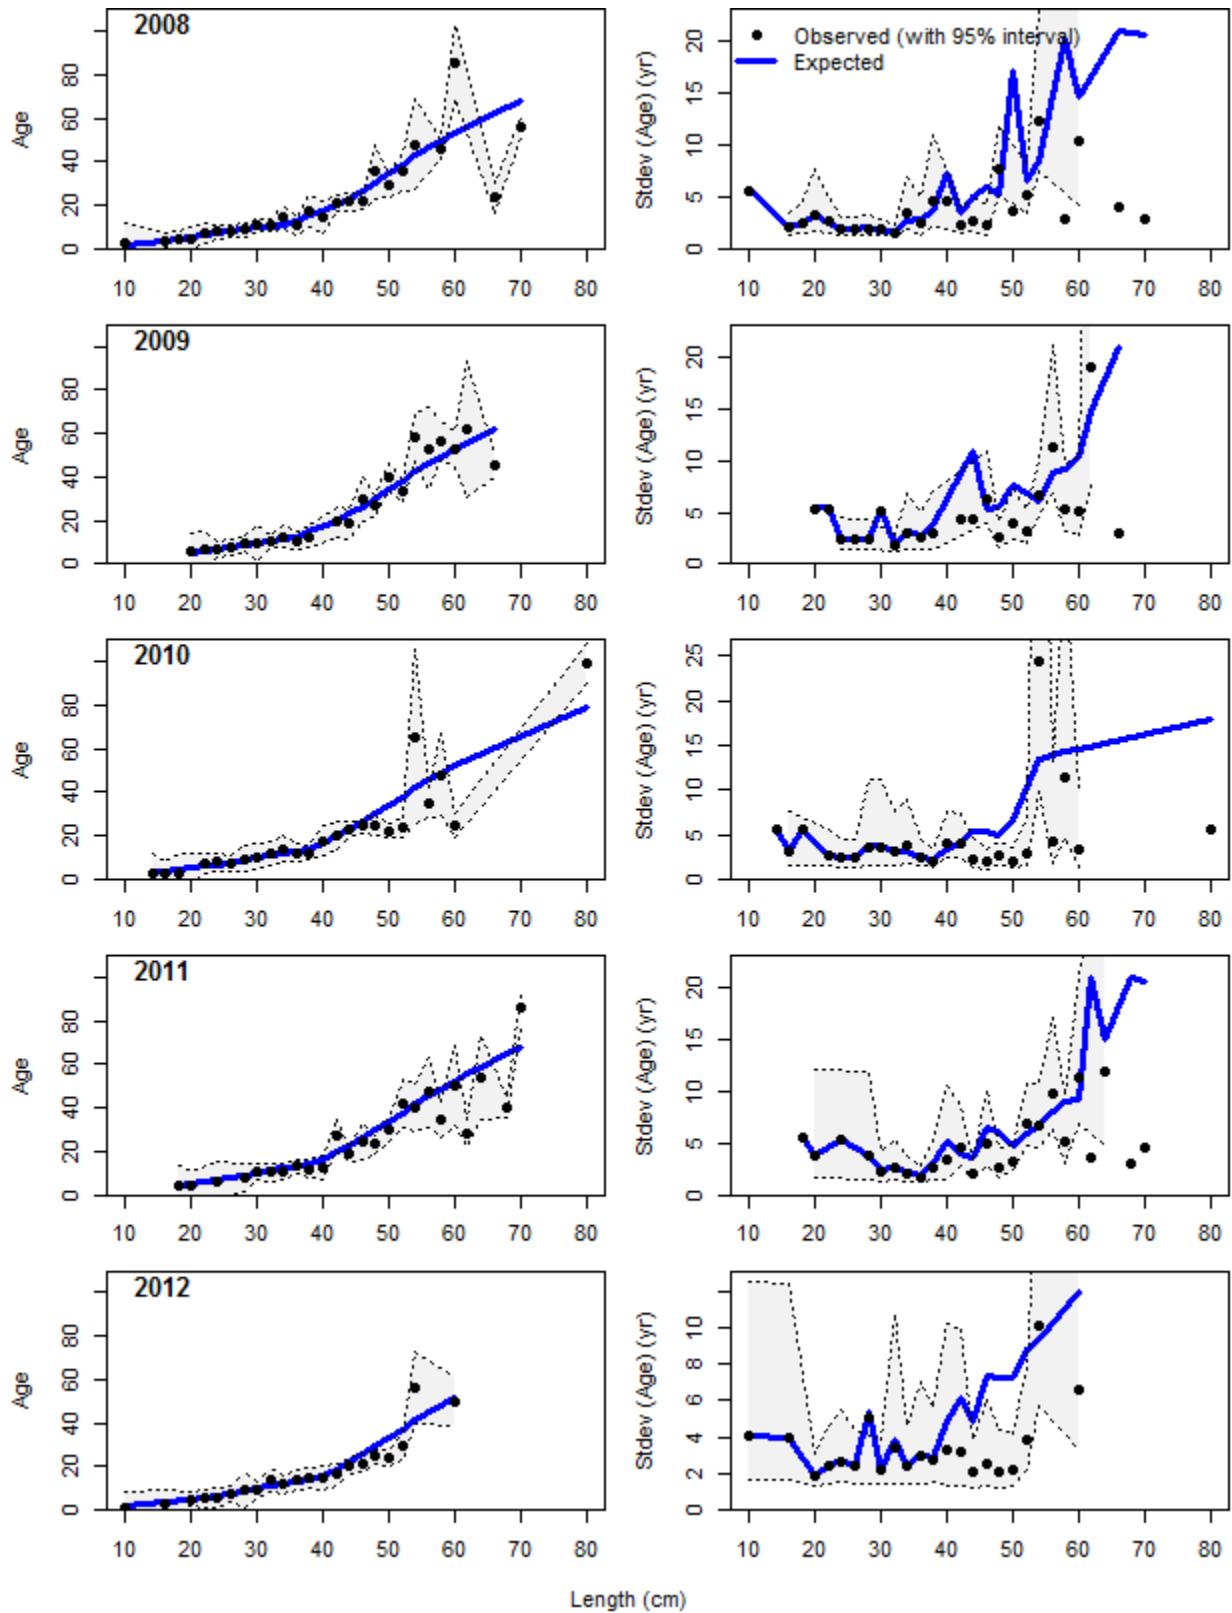 2008
Age
0 20 40 60 80
10 20 30 40 50 60 70 80
Observed (with 95% interval)
Expected
Stdev (Age) (yr)
0 5 10 15 20
10 20 30 40 50 60 70 80
2009
Age
0 20 40 60 80
10 20 30 40 50 60 70 80
Stdev (Age) (yr)
0 5 10 15 20
10 20 30 40 50 60 70 80
2010
Age
0 20 40 60 80
10 20 30 40 50 60 70 80
Stdev (Age) (yr)
0 5 10 15 20 25
10 20 30 40 50 60 70 80
2011
Age
0 20 40 60 80
10 20 30 40 50 60 70 80
Stdev (Age) (yr)
0 5 10 15 20
10 20 30 40 50 60 70 80
2012
Age
0 20 40 60 80
10 20 30 40 50 60 70 80
Stdev (Age) (yr)
0 2 4 6 8 10
10 20 30 40 50 60 70 80
Length (cm)